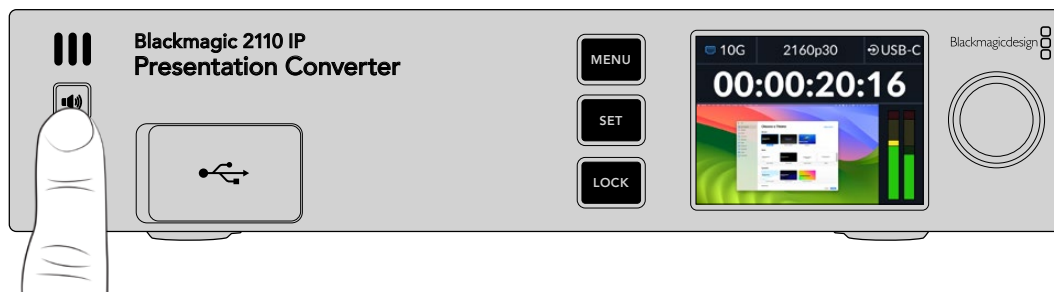 Blackmagic 2110 IP
Presentation Converter
MENU
SET
LOCK
10G 2160p30 USB-C
00:00:20:16
Blackmagicdesign